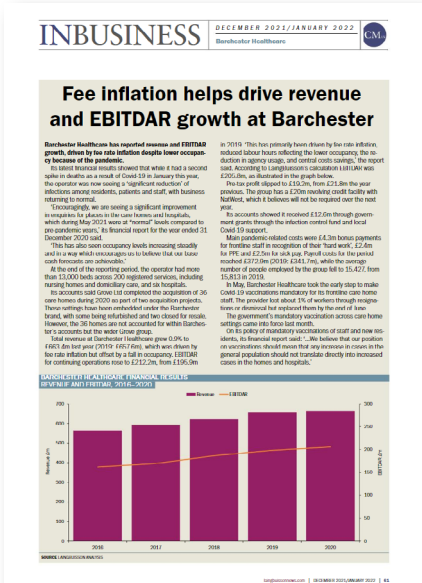 INBUSINESS
DECEMBER 2021/JANUARY 2022
Barchester Healthcare
CM
Fee inflation helps drive revenue
and EBITDAR growth at Barchester
Barchester Healthcare has reported revenue and EBITDAR
growth, driven by fee rate inflation despite lower occupan-
cy because of the pandemic.
Its latest financial results showed that while it had a second
spike in deaths as a result of Covid-19 in January this year,
the operator was now seeing a 'significant reduction' of
infections among residents, patients and staff, with business
returning to normal.
'Encouragingly, we are seeing a significant improvement
in enquiries for places in the care homes and hospitals,
which during May 2021 were at "normal" levels compared to
pre-pandemic years,' its financial report for the year ended 31
December 2020 said.
'This has also seen occupancy levels increasing steadily
and in a way which encourages us to believe that our base
cash forecasts are achievable.'
At the end of the reporting period, the operator had more
than 13,000 beds across 200 registered services, including
nursing homes and domiciliary care, and six hospitals.
Its accounts said Grove Ltd completed the acquisition of 36
care homes during 2020 as part of two acquisition projects.
These settings have been embedded under the Barchester
brand, with some being refurbished and two closed for resale.
However, the 36 homes are not accounted for within Barches-
ter's accounts but the wider Grove group.
Total revenue at Barchester Healthcare grew 0.9% to
£663.4m last year (2019: £657.6m), which was driven by
fee rate inflation but offset by a fall in occupancy. EBITDAR
for continuing operations rose to £212.2m, from £195.9m
in 2019. 'This has primarily been driven by fee rate inflation,
reduced labour hours reflecting the lower occupancy, the re-
duction in agency usage, and central costs savings,' the report
said. According to LaingBuisson's calculation EBITDAR was
£205.6m, as illustrated in the graph below.
Pre-tax profit slipped to £19.2m, from £21.8m the year
previous. The group has a £20m revolving credit facility with
NatWest, which it believes will not be required over the next
year.
Its accounts showed it received £12.6m through govern-
ment grants through the infection control fund and local
Covid-19 support.
Main pandemic-related costs were £4.3m bonus payments
for frontline staff in recognition of their 'hard work', £2.4m
for PPE and £2.5m for sick pay. Payroll costs for the period
reached £372.0m (2019: £341.7m), while the average
number of people employed by the group fell to 15,427, from
15,813 in 2019.
In May, Barchester Healthcare took the early step to make
Covid-19 vaccinations mandatory for its frontline care home
staff. The provider lost about 1% of workers through resigna-
tions or dismissal but replaced them by the end of June.
The government's mandatory vaccination across care home
settings came into force last month.
On its policy of mandatory vaccinations of staff and new res-
idents, its financial report said: '...We believe that our position
on vaccinations should mean that any increase in cases in the
general population should not translate directly into increased
cases in the homes and hospitals.'
BARCHESTER HEALTHCARE FINANCIAL RESULTS
REVENUE AND EBITDAR, 2016-2020
Revenue EBITDAR
Revenue £m
700
600
500
400
300
200
100
0
2016 2017 2018 2019 2020
300
250
200
150
100
50
0
EBITDAR £m
SOURCE LAINGBUISSON ANALYSIS
laingbuissonnews.com | DECEMBER 2021/JANUARY 2022 | 61